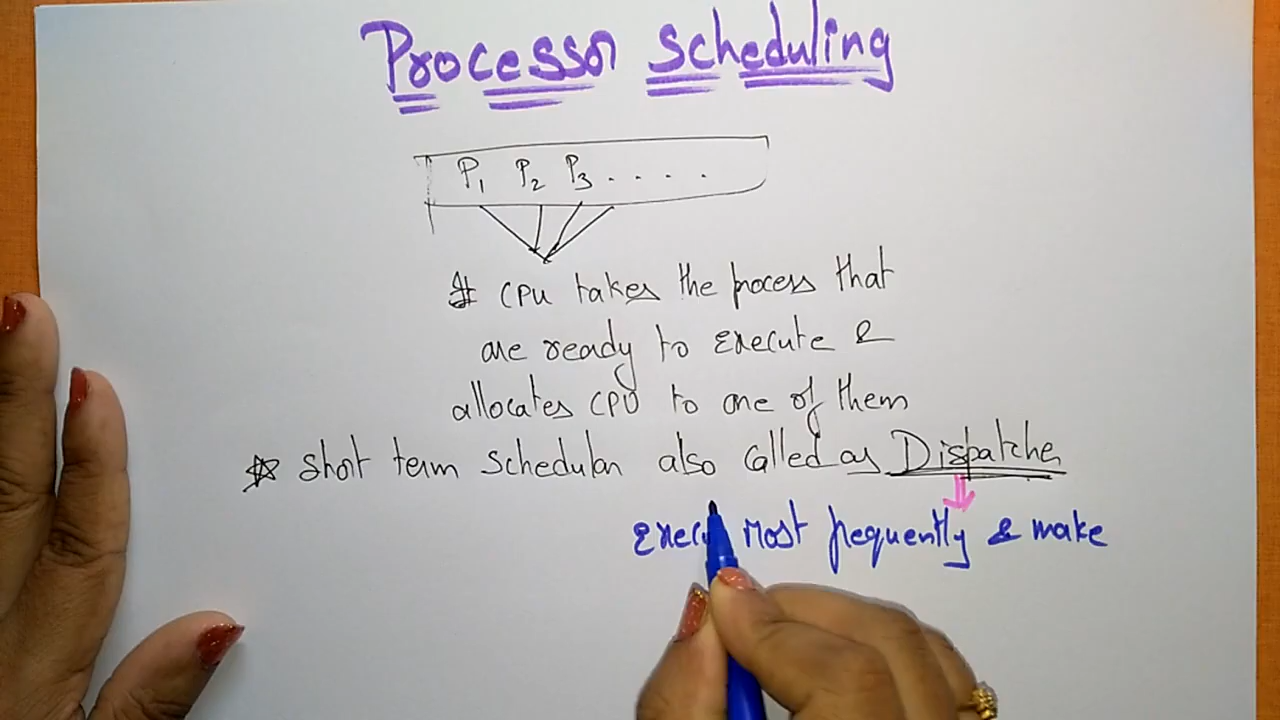 Processor Scheduling
P1 P2 P3 . . . .
CPU takes the process that
are ready to execute &
allocates CPU to one of them
Short term Schedular also called as Dispatcher
most frequently & make